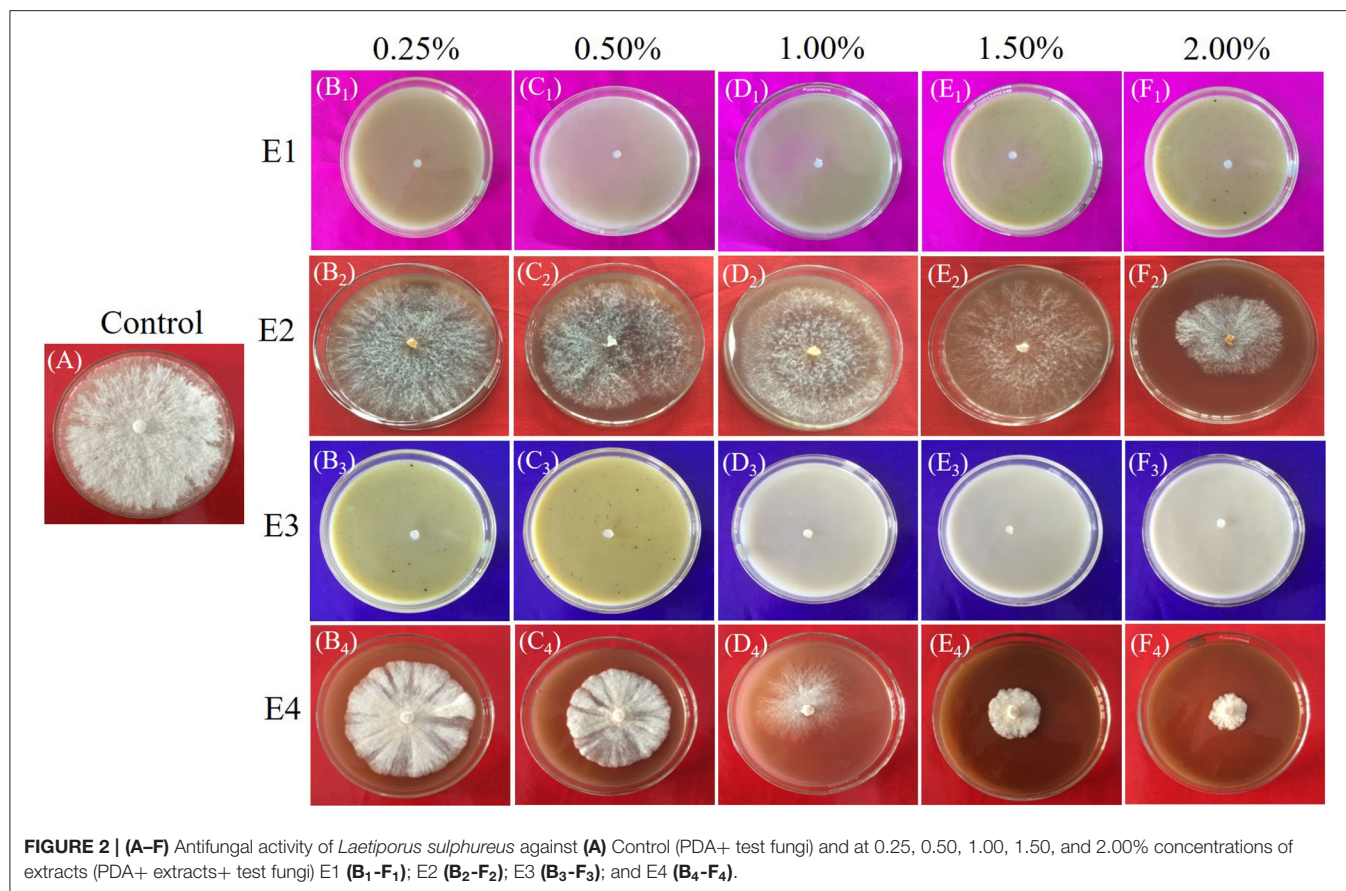 0.25% 0.50% 1.00% 1.50% 2.00%
E1 (B₁) (C₁) (D₁) (E₁) (F₁)
E2 (B₂) (C₂) (D₂) (E₂) (F₂)
Control
(A)
E3 (B₃) (C₃) (D₃) (E₃) (F₃)
E4 (B₄) (C₄) (D₄) (E₄) (F₄)
FIGURE 2 | (A–F) Antifungal activity of Laetiporus sulphureus against (A) Control (PDA+ test fungi) and at 0.25, 0.50, 1.00, 1.50, and 2.00% concentrations of
extracts (PDA+ extracts+ test fungi) E1 (B₁-F₁); E2 (B₂-F₂); E3 (B₃-F₃); and E4 (B₄-F₄).